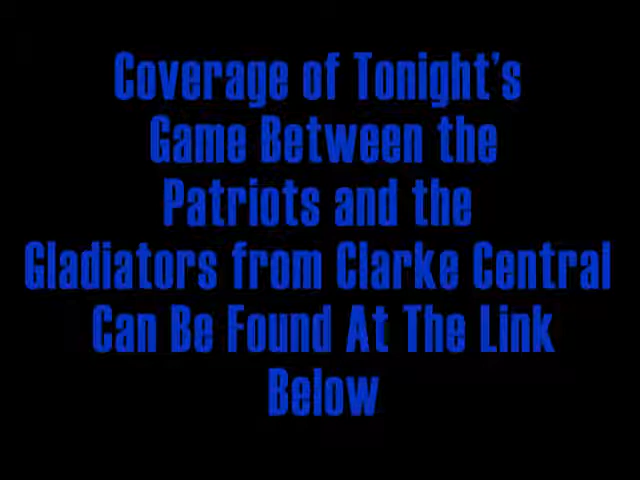 Coverage of Tonight's
Game Between the
Patriots and the
Gladiators from Clarke Central
Can Be Found At The Link
Below